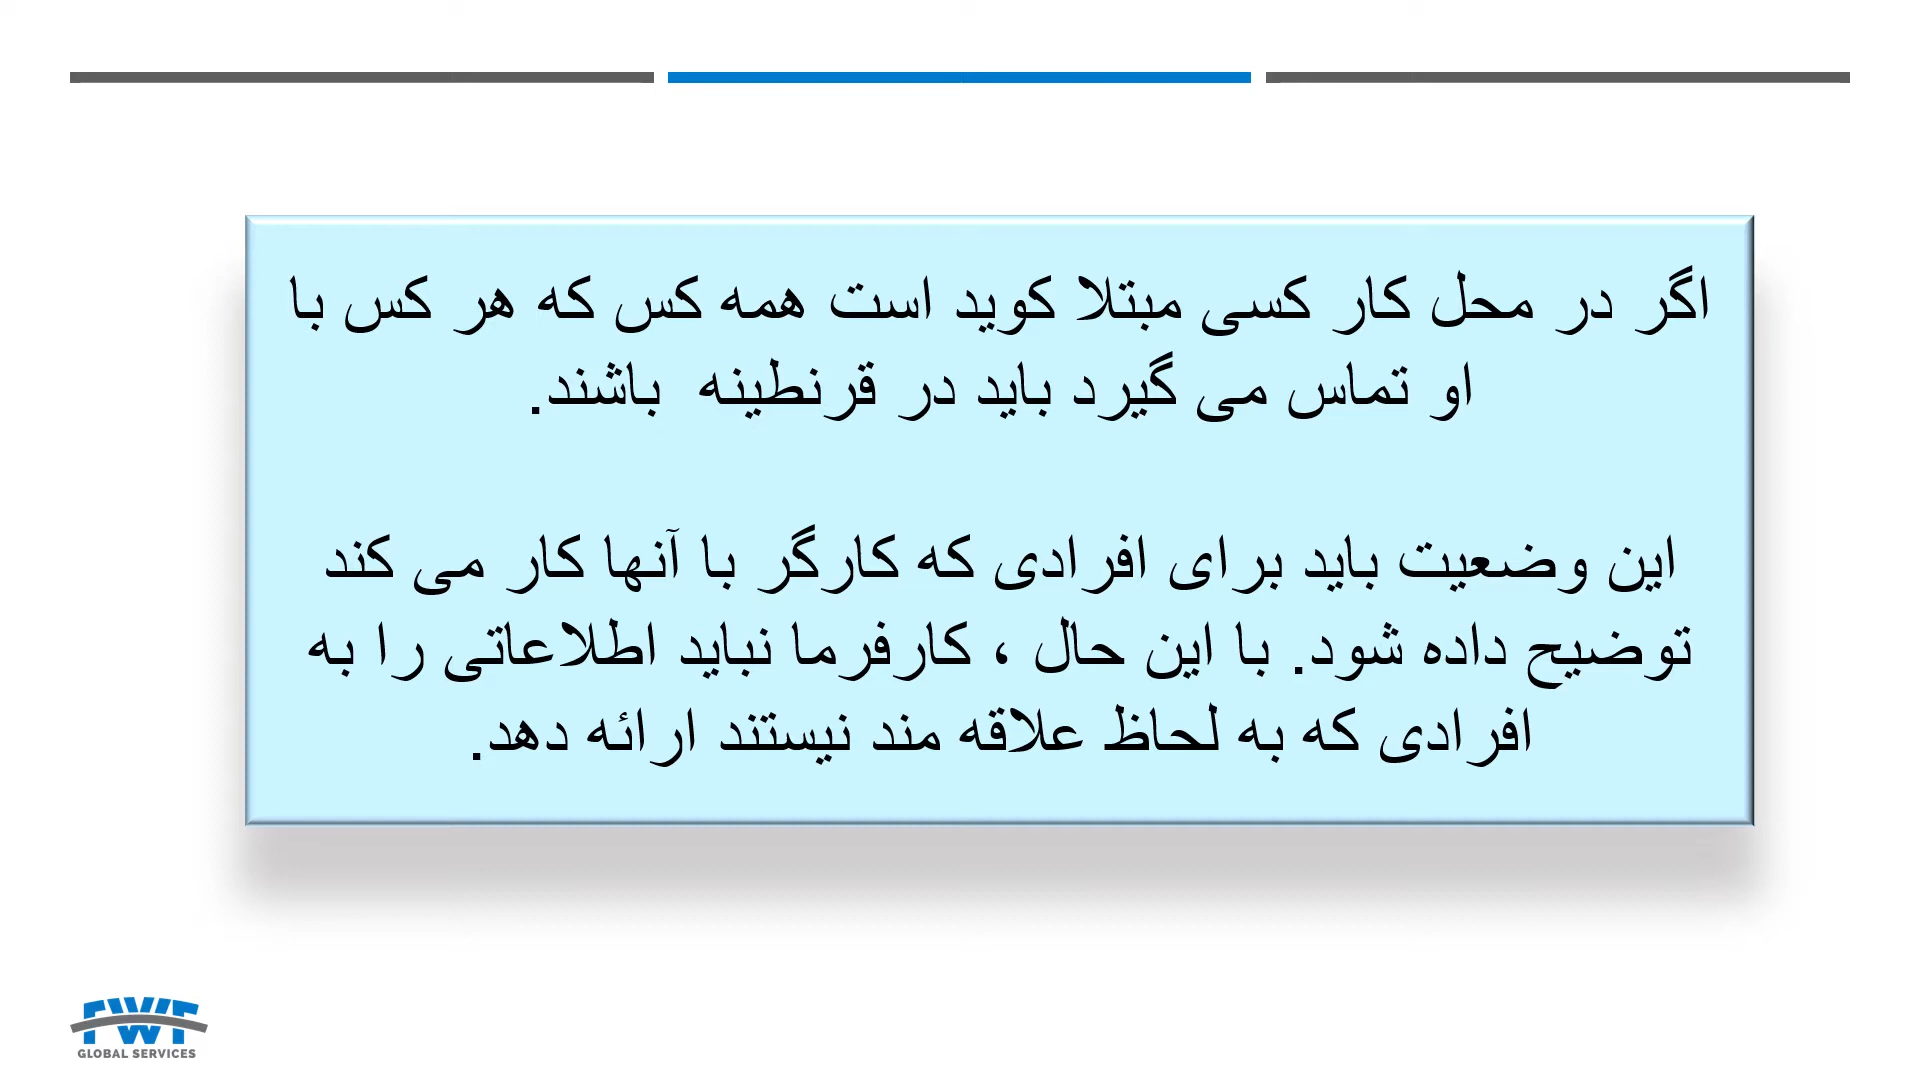 اگر در محل کار کسی مبتلا کوید است همه کس که هر کس با
او تماس می گیرد باید در قرنطینه باشند.
این وضعیت باید برای افرادی که کارگر با آنها کار می کند
توضیح داده شود. با این حال ، کارفرما نباید اطلاعاتی را به
افرادی که به لحاظ علاقه مند نیستند ارائه دهد.
FWF
GLOBAL SERVICES